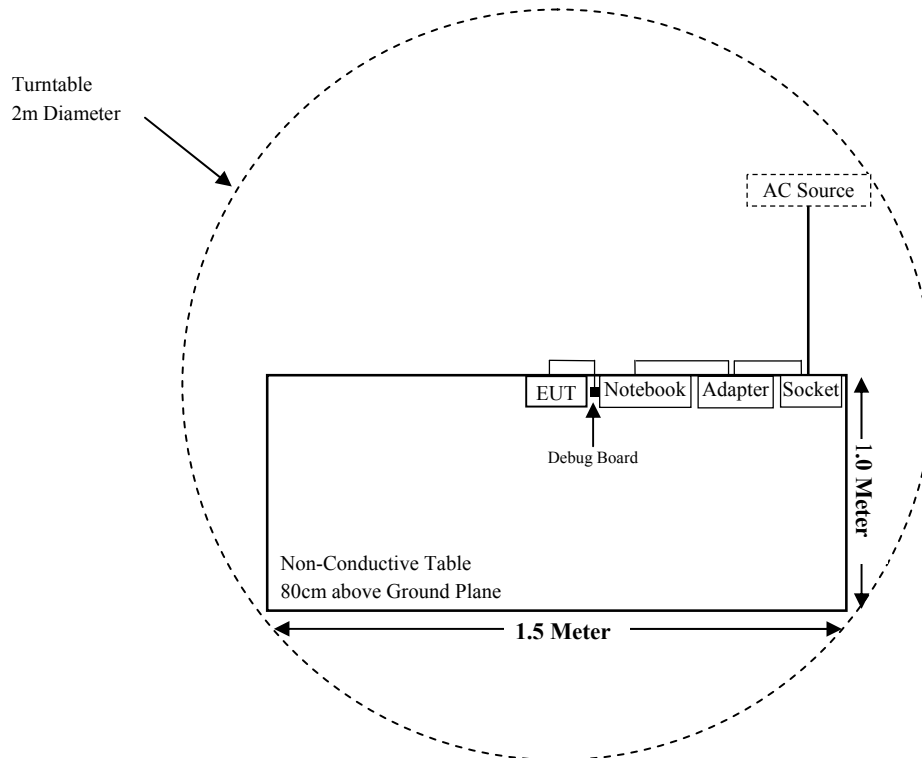 Turntable
2m Diameter
AC Source
EUT
Notebook
Adapter
Socket
Debug Board
1.0 Meter
Non-Conductive Table
80cm above Ground Plane
1.5 Meter